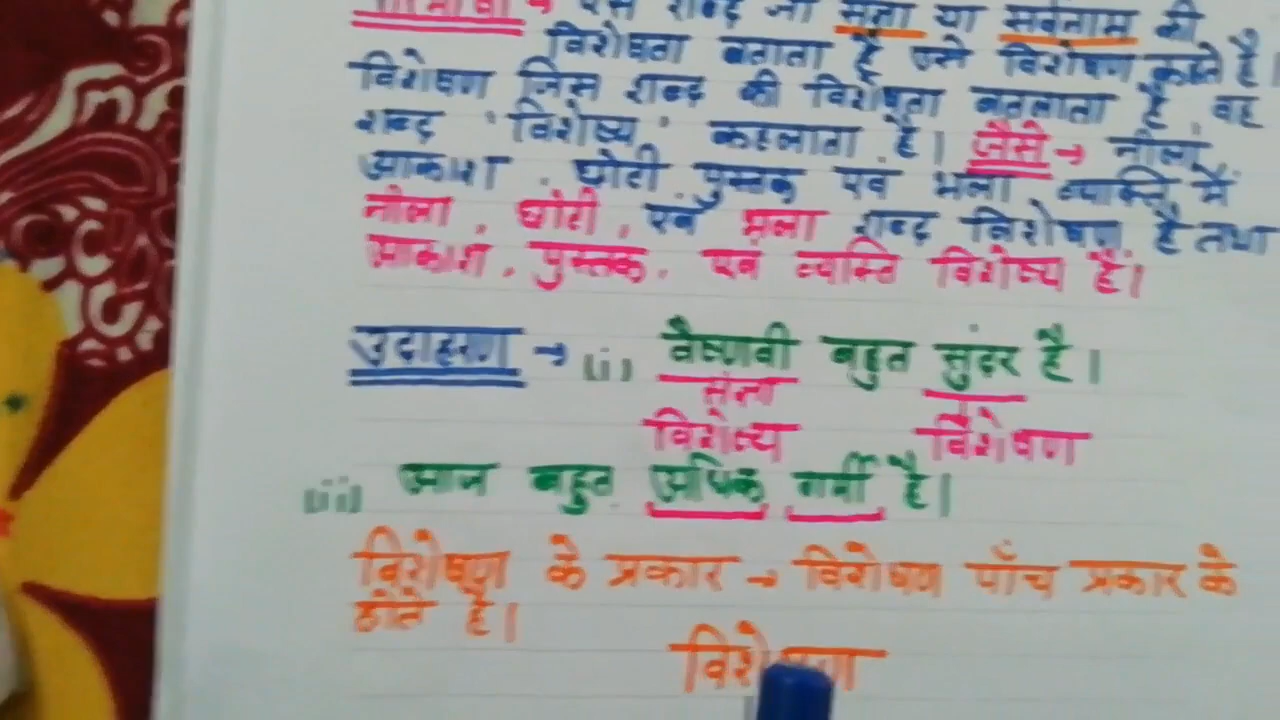 परिभाषा → ऐसे शब्द जो संज्ञा या सर्वनाम की
विशेषता बताता है उसे विशेषण कहते है।
विशेषण जिस शब्द की विशेषता बतलाता है, वह
शब्द 'विशेष्य' कहलाता है। जैसे → नीला
आकाश, छोटी पुस्तक एवं भला व्यक्ति में
नीला, छोटी, एवं भला शब्द विशेषण है तथा
आकाश, पुस्तक, एवं व्यक्ति विशेष्य हैं।
उदाहरण → (i) वैष्णवी बहुत सुंदर है।
संज्ञा
विशेष्य विशेषण
(ii) आज बहुत अधिक गर्मी है।
विशेषण के प्रकार → विशेषण पाँच प्रकार के
होते है।
विशेषण